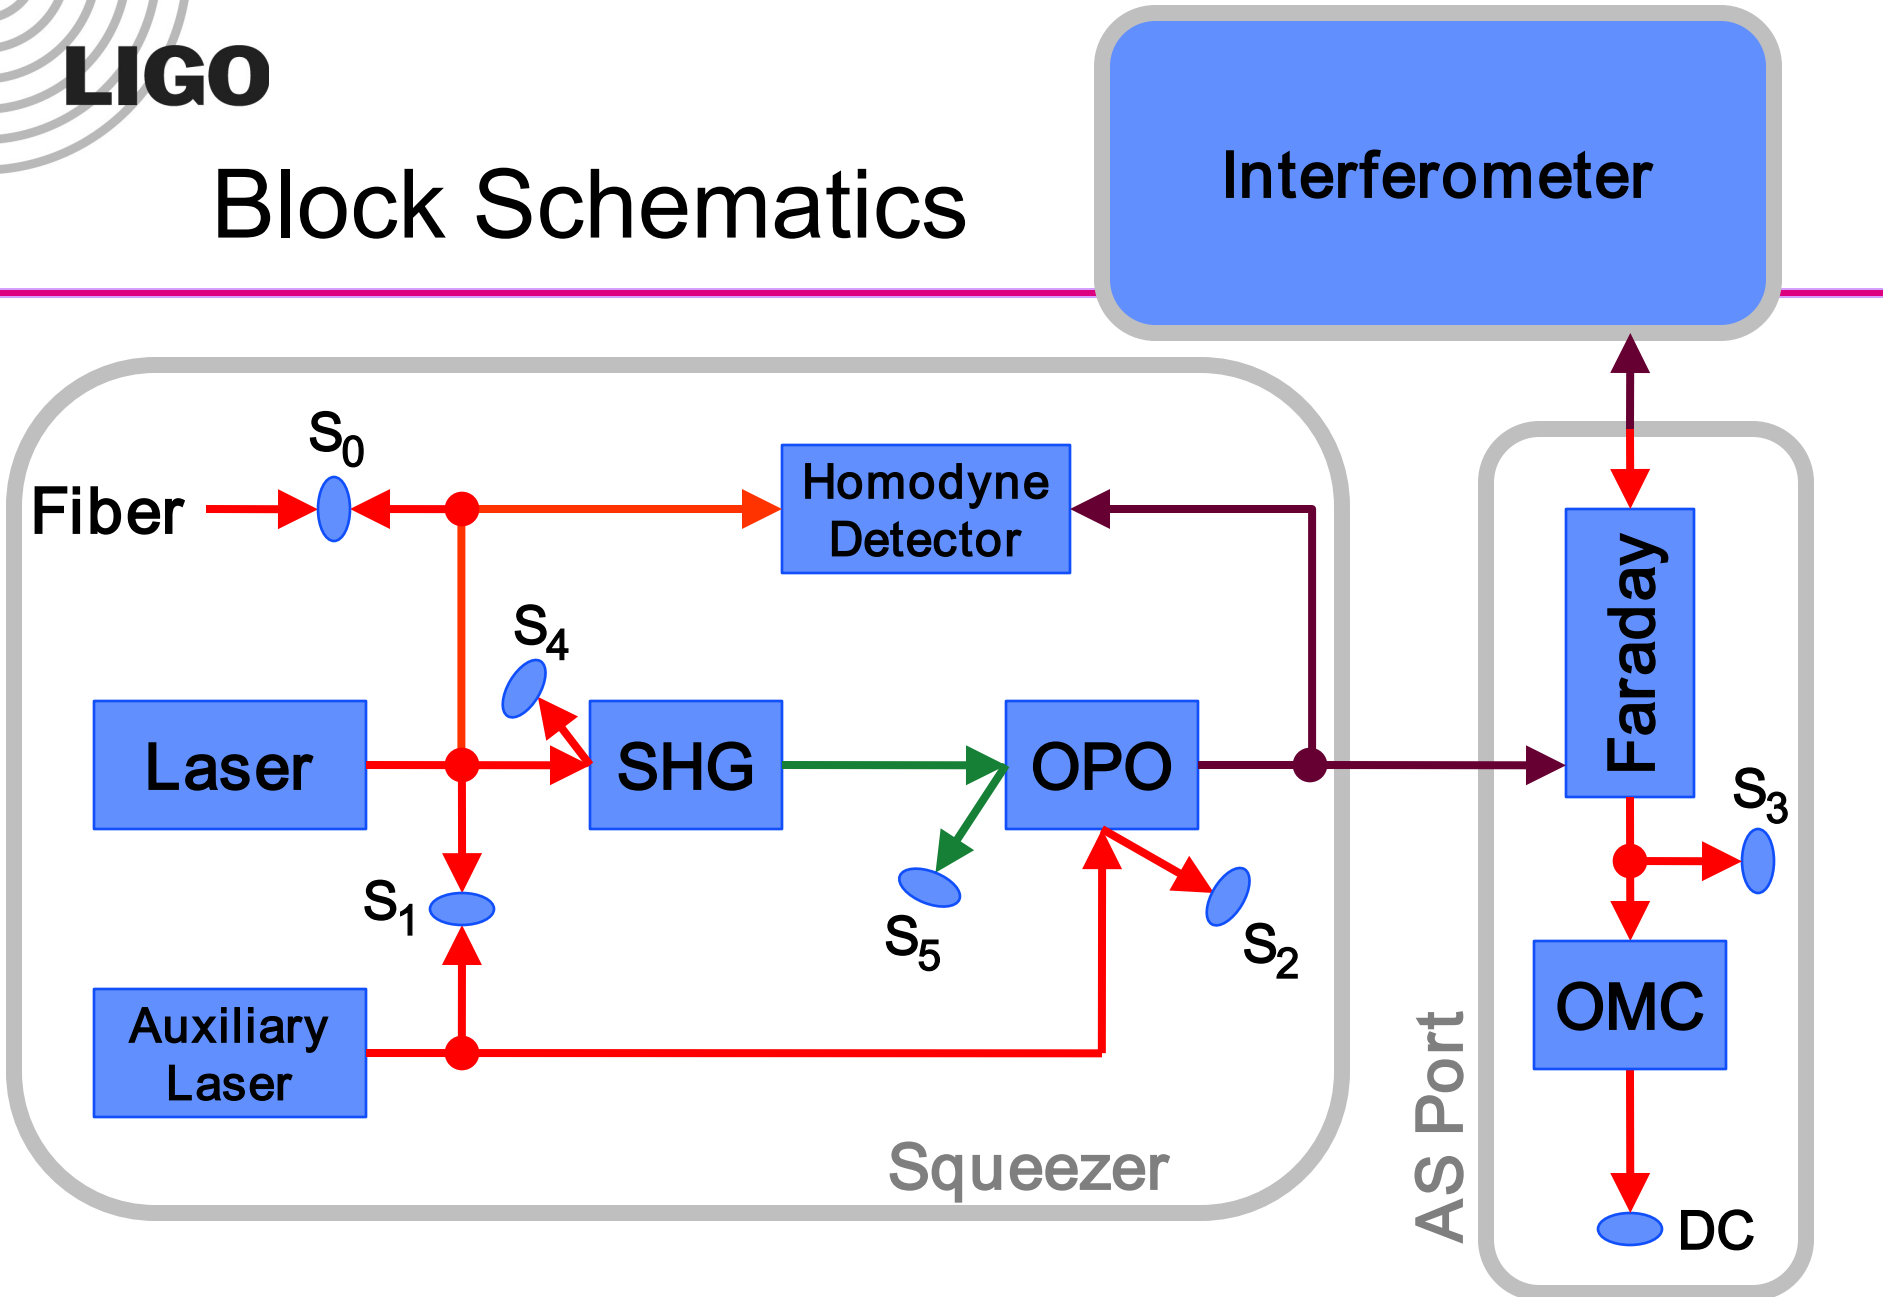 LIGO
Block Schematics
Interferometer
S0
Fiber
Homodyne
Detector
S4
Laser
SHG
OPO
Faraday
S3
S1
S5
S2
Auxiliary
Laser
OMC
Squeezer
AS Port
DC